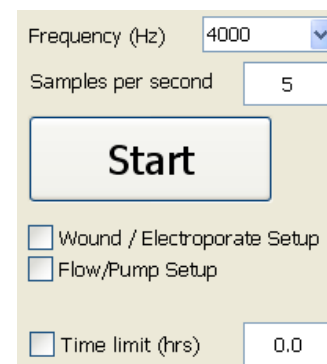 Frequency (Hz) 4000
Samples per second 5
Start
Wound / Electroporate Setup
Flow/Pump Setup
Time limit (hrs) 0.0